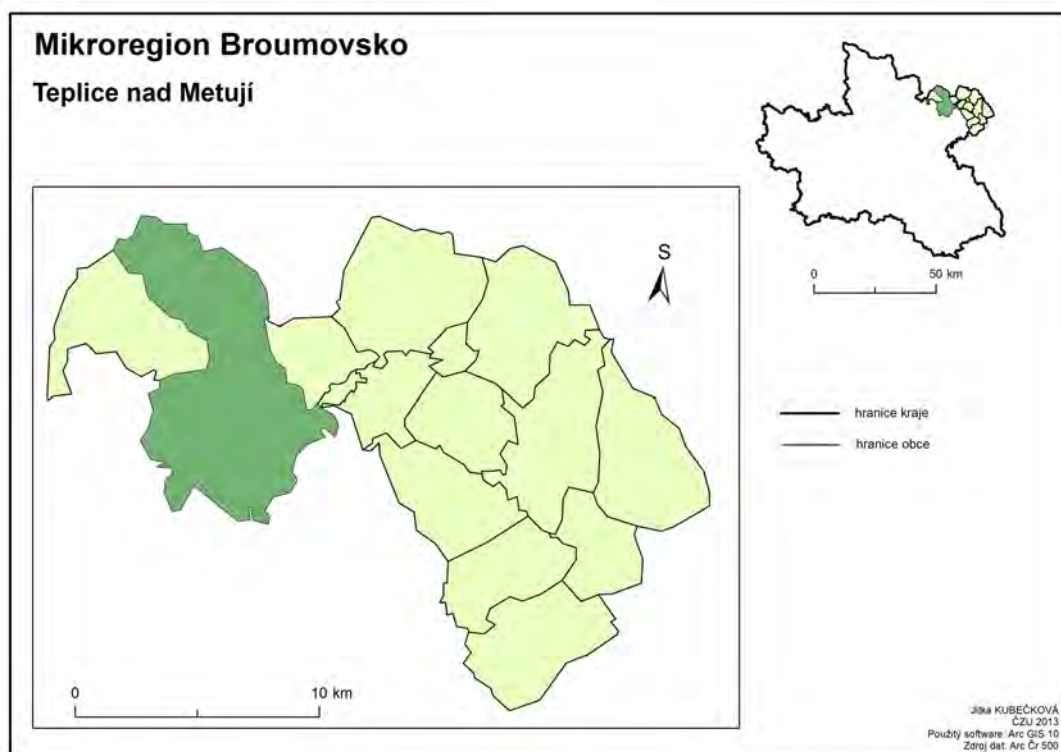 Mikroregion Broumovsko
Teplice nad Metují
0 50 km
S
hranice kraje
hranice obce
0 10 km
Jitka KUBEČKOVÁ
ČZU 2013
Použitý software: Arc GIS 10
Zdroj dat: Arc Čr 500